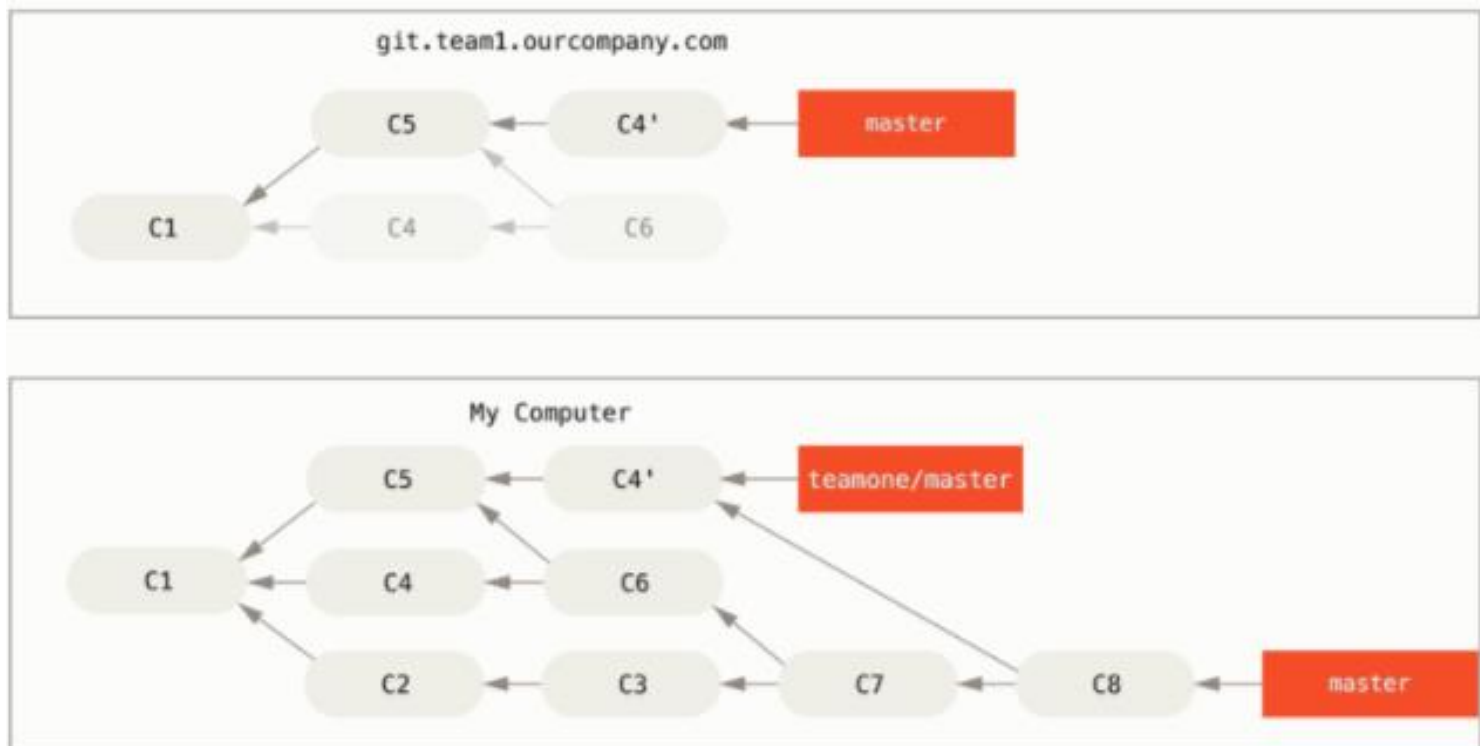 git.team1.ourcompany.com
C5 C4' master
C1 C4 C6
My Computer
C5 C4' teamone/master
C1 C4 C6
C2 C3 C7 C8 master